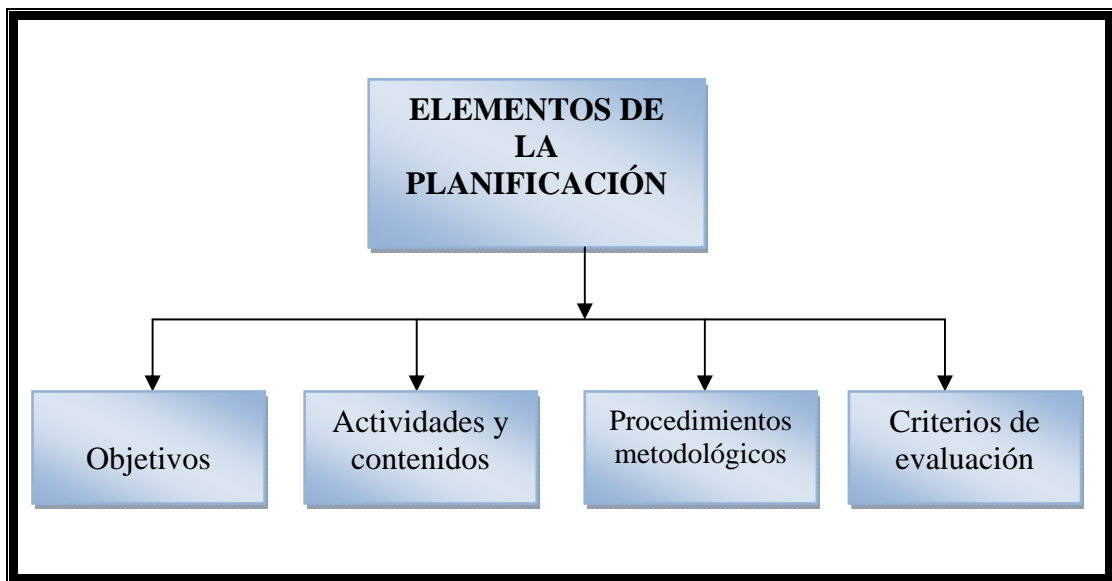 ELEMENTOS DE
LA
PLANIFICACIÓN
Objetivos
Actividades y
contenidos
Procedimientos
metodológicos
Criterios de
evaluación